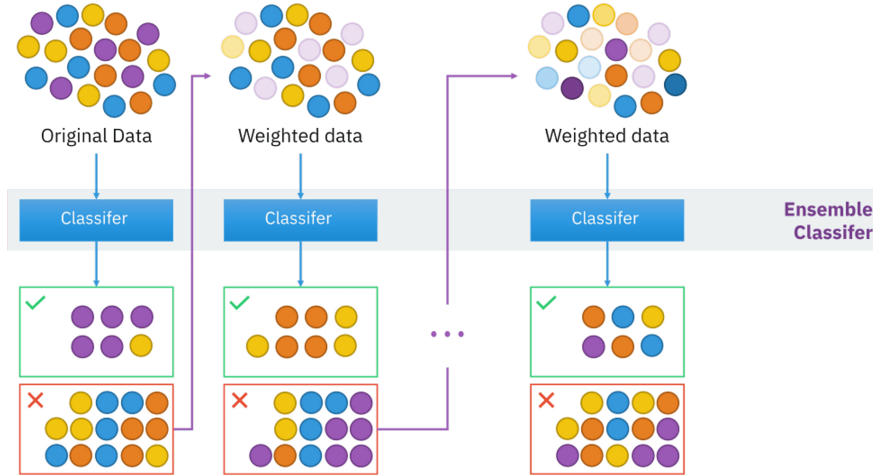 Original Data
Weighted data
Weighted data
Classifer
Classifer
Classifer
Ensemble
Classifer